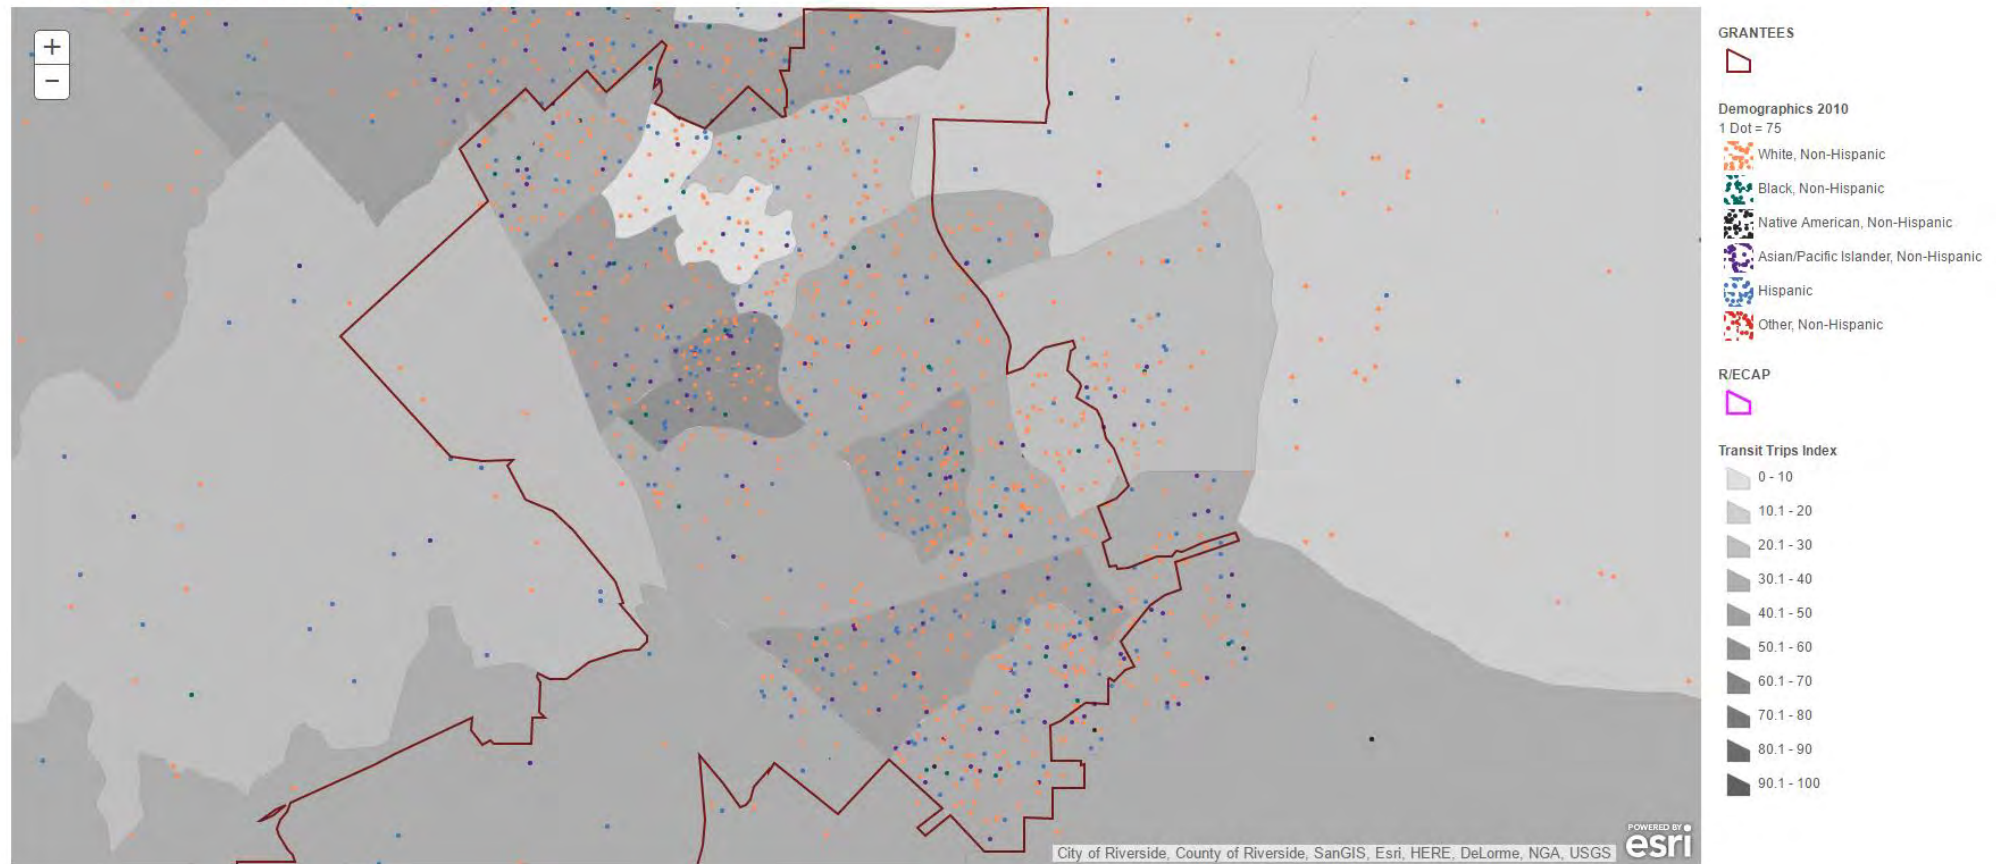 +
−
GRANTEES
Demographics 2010
1 Dot = 75
White, Non-Hispanic
Black, Non-Hispanic
Native American, Non-Hispanic
Asian/Pacific Islander, Non-Hispanic
Hispanic
Other, Non-Hispanic
R/ECAP
Transit Trips Index
0 - 10
10.1 - 20
20.1 - 30
30.1 - 40
40.1 - 50
50.1 - 60
60.1 - 70
70.1 - 80
80.1 - 90
90.1 - 100
POWERED BY
esri
City of Riverside, County of Riverside, SanGIS, Esri, HERE, DeLorme, NGA, USGS